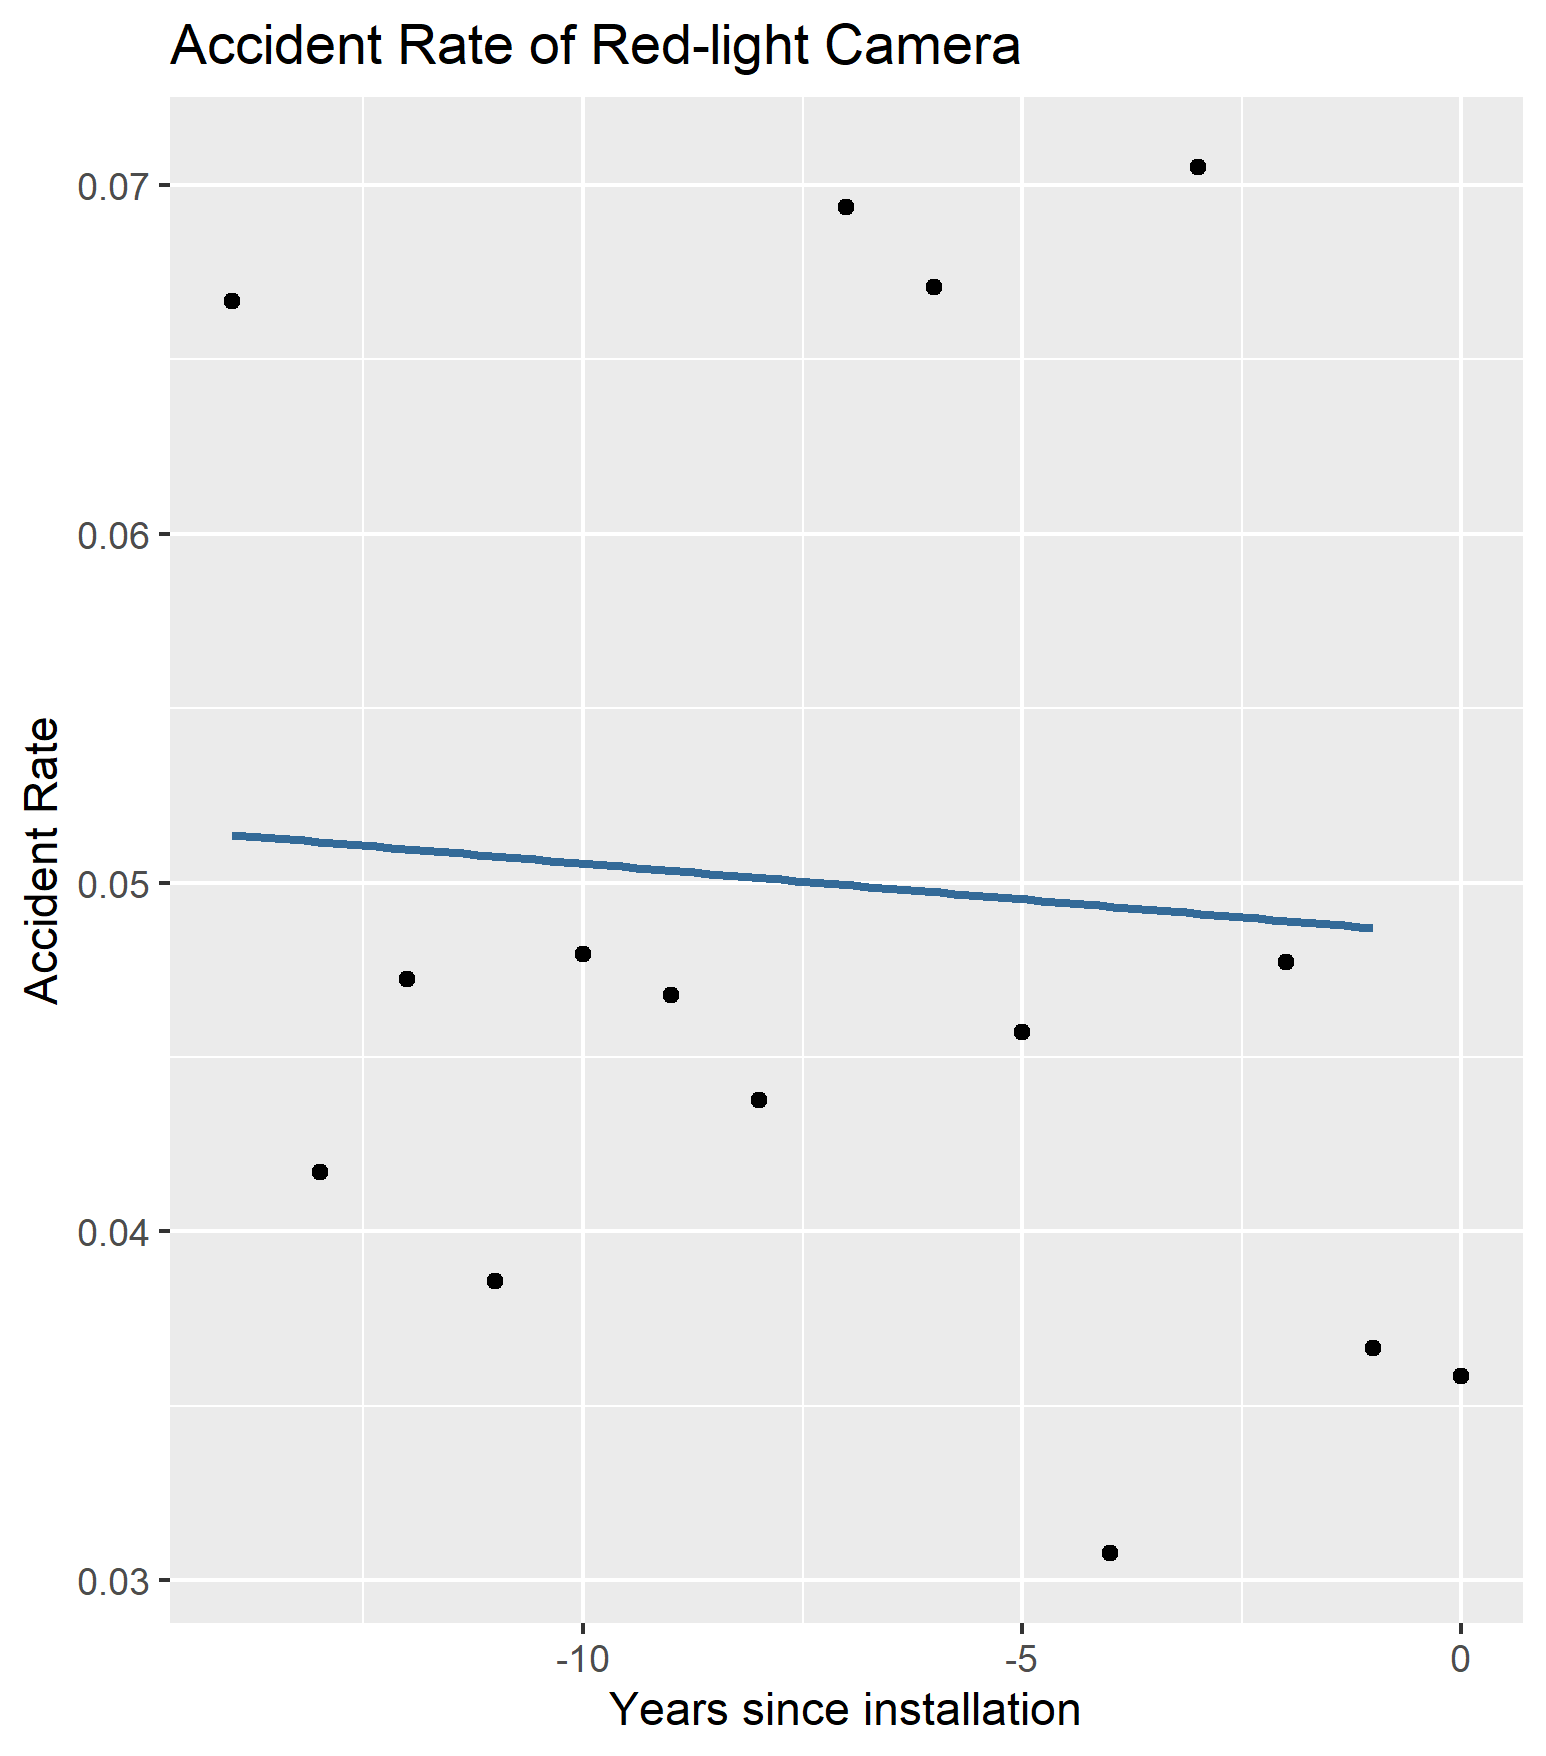 Accident Rate of Red-light Camera
0.07
0.06
0.05
0.04
0.03
Accident Rate
-10
-5
0
Years since installation